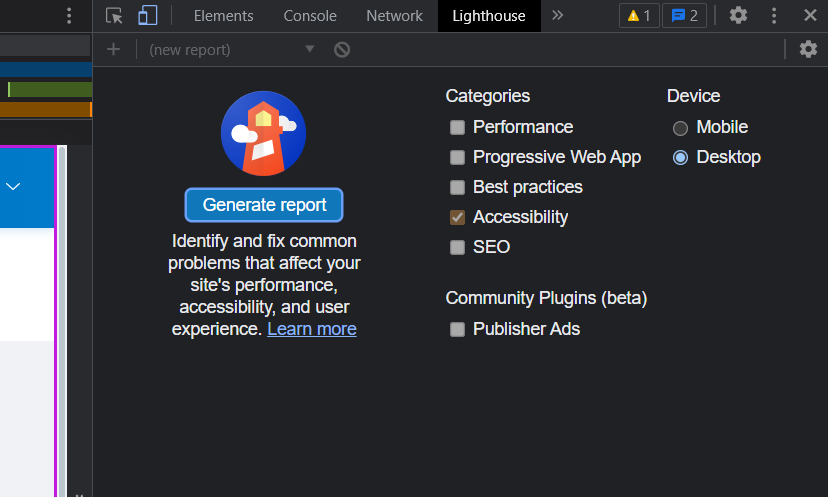 Elements Console Network Lighthouse 1 2
(new report)
Categories Device
Performance Mobile
Progressive Web App Desktop
Best practices
Accessibility
SEO
Community Plugins (beta)
Publisher Ads
Generate report
Identify and fix common
problems that affect your
site's performance,
accessibility, and user
experience. Learn more